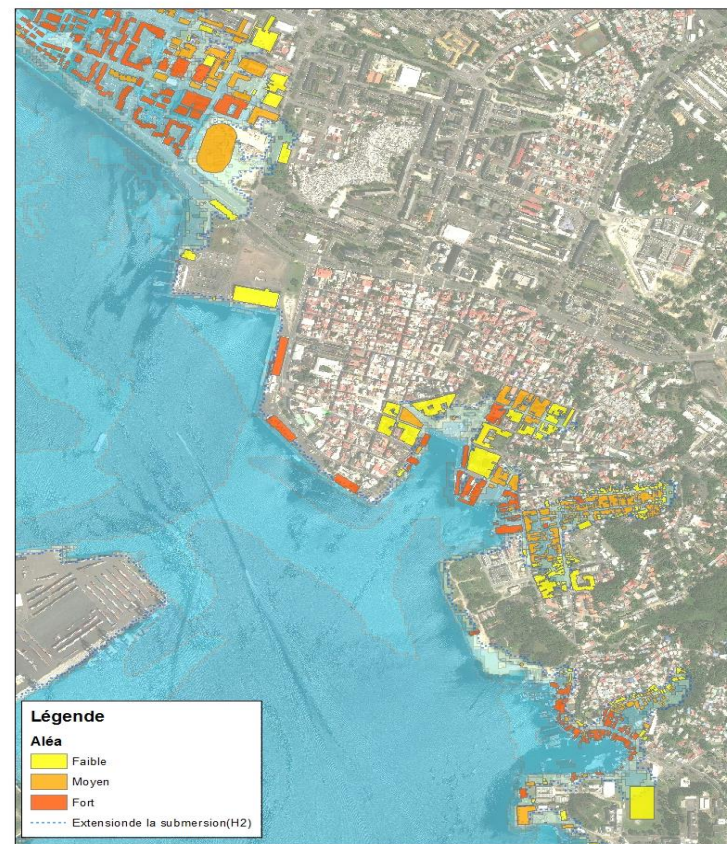 Légende
Aléa
Faible
Moyen
Fort
Extensionde la submersion(H2)